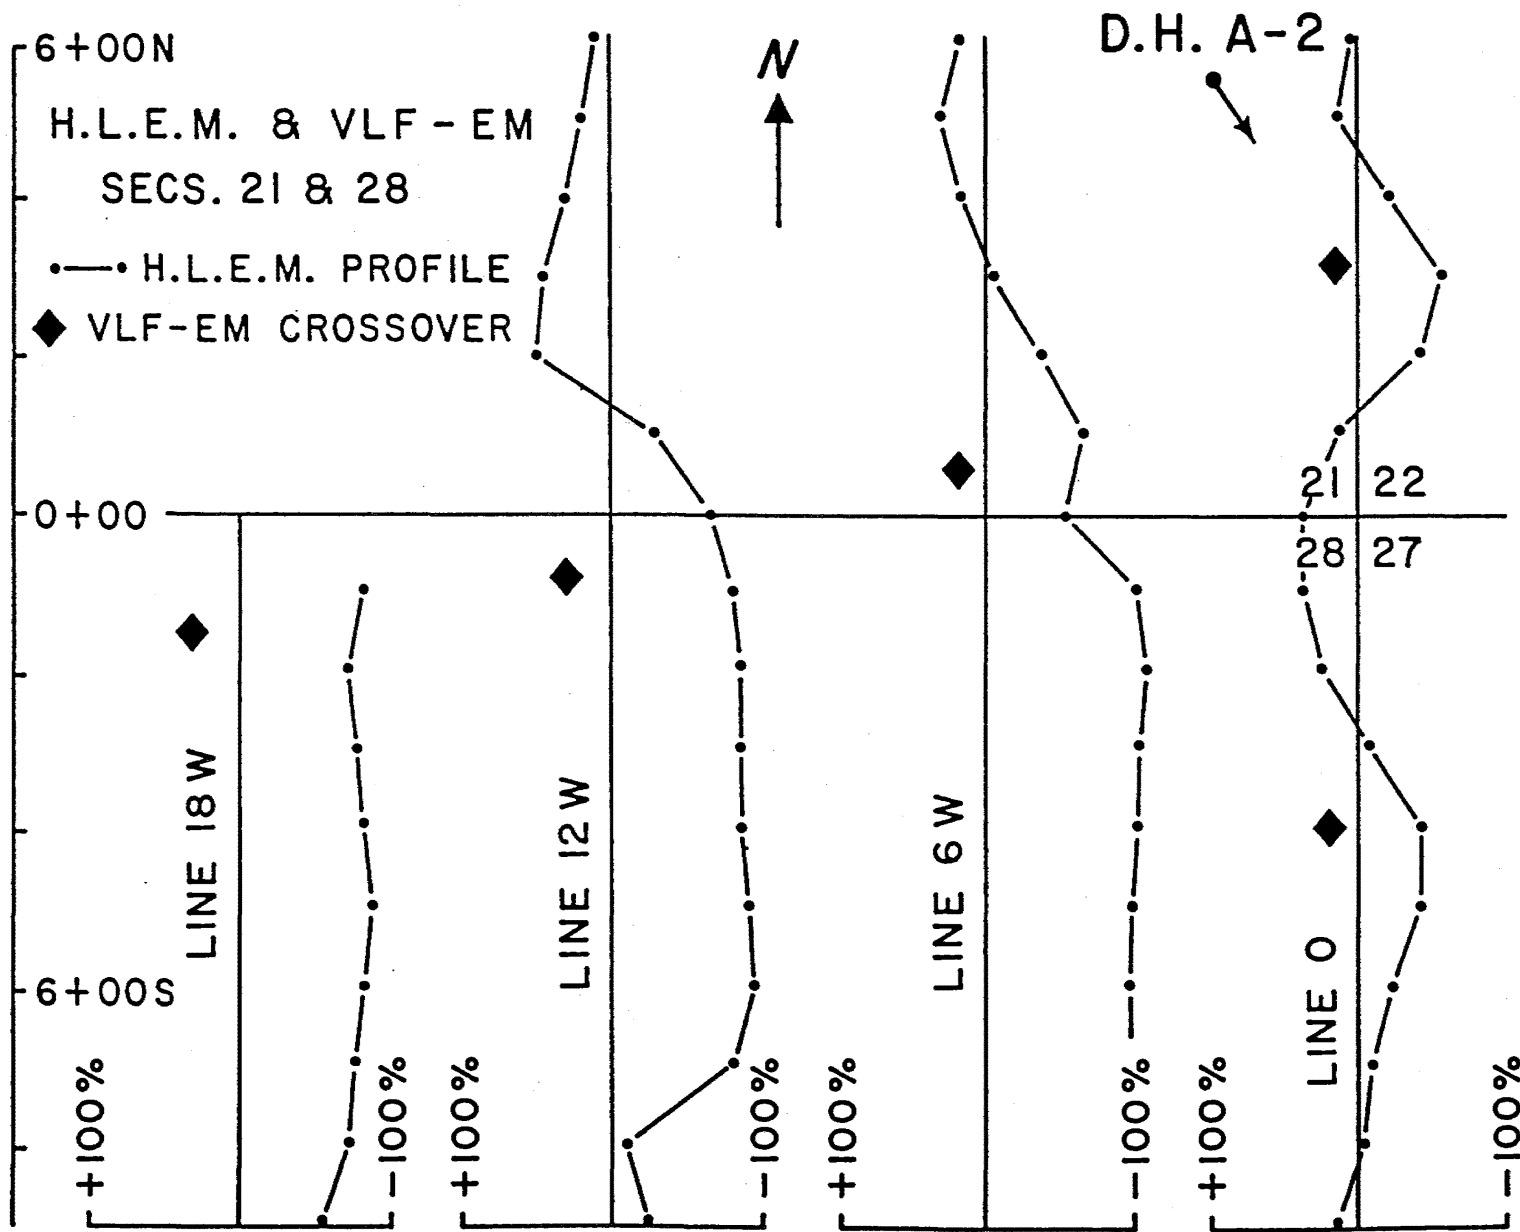 6+00N
H.L.E.M. & VLF-EM
SECS. 21 & 28
H.L.E.M. PROFILE
VLF-EM CROSSOVER
N
D.H. A-2
0+00
21 22
28 27
6+00S
LINE 18W
LINE 12W
LINE 6W
LINE 0
+100%
-100%
+100%
-100%
+100%
-100%
+100%
-100%